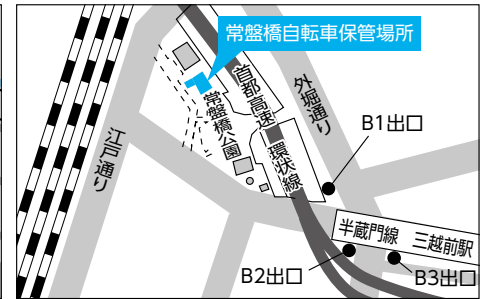 常盤橋自転車保管場所
首都高速
環状線
外堀通り
常盤橋公園
江戸通り
B1出口
半蔵門線 三越前駅
B2出口
B3出口